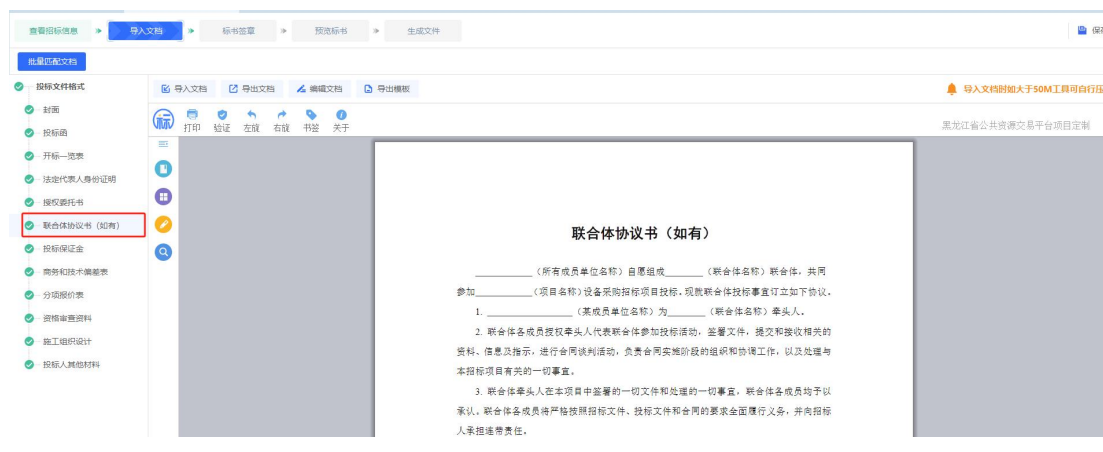 查看招标信息
导入文档
标书签章
预览标书
生成文件
保存
批量匹配文档
投标文件格式
封面
投标函
开标一览表
法定代表人身份证明
授权委托书
联合体协议书（如有）
投标保证金
商务和技术偏差表
分项报价表
资格审查资料
施工组织设计
投标人其他材料
导入文档
导出文档
编辑文档
导出模板
导入文档时如大于50M工具可自行压
标
打印
验证
左旋
右旋
书签
关于
黑龙江省公共资源交易平台项目定制
联合体协议书（如有）
__________（所有成员单位名称）自愿组成_______（联合体名称）联合体，共同
参加__________（项目名称）设备采购招标项目投标。现就联合体投标事宜订立如下协议。
1. ______________（某成员单位名称）为_______（联合体名称）牵头人。
2. 联合体各成员授权牵头人代表联合体参加投标活动，签署文件，提交和接收相关的
资料、信息及指示，进行合同谈判活动，负责合同实施阶段的组织和协调工作，以及处理与
本招标项目有关的一切事宜。
3. 联合体牵头人在本项目中签署的一切文件和处理的一切事宜，联合体各成员均予以
承认。联合体各成员将严格按照招标文件、投标文件和合同的要求全面履行义务，并向招标
人承担连带责任。